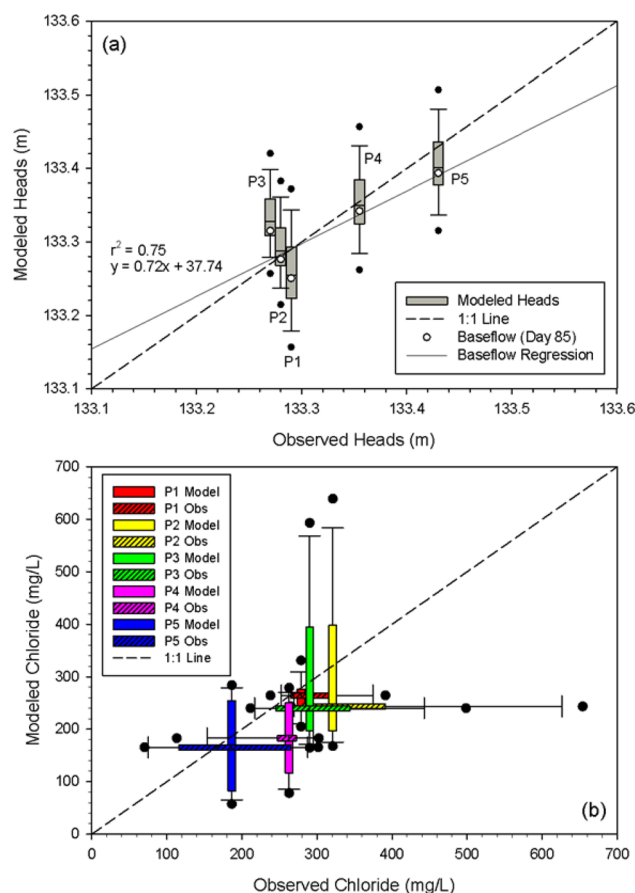 133.6
(a)
133.5
P4
P3
133.4
P5
133.3
r2 = 0.75
y = 0.72x + 37.74
P2
133.2
P1
133.1
Modeled Heads (m)
Modeled Heads
1:1 Line
Baseflow (Day 85)
Baseflow Regression
133.1 133.2 133.3 133.4 133.5 133.6
Observed Heads (m)
700
600
500
400
300
200
100
0
Modeled Chloride (mg/L)
P1 Model
P1 Obs
P2 Model
P2 Obs
P3 Model
P3 Obs
P4 Model
P4 Obs
P5 Model
P5 Obs
1:1 Line
(b)
0 100 200 300 400 500 600 700
Observed Chloride (mg/L)